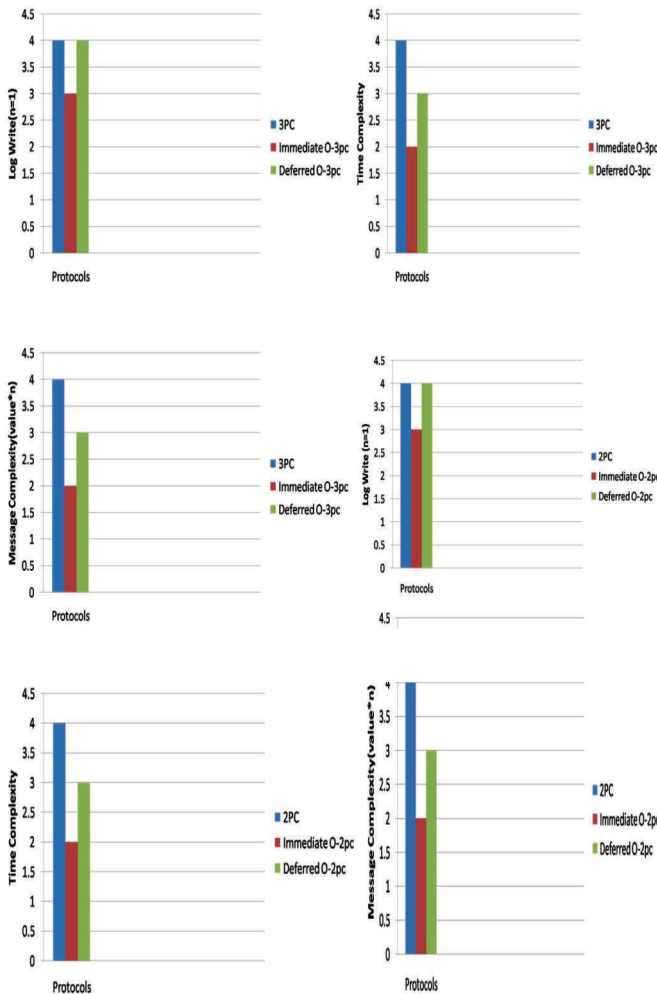 4.5
4
3.5
3
2.5
2
1.5
1
0.5
0
Log Write(n=1)
Protocols
3PC
Immediate O-3pc
Deferred O-3pc
4.5
4
3.5
3
2.5
2
1.5
1
0.5
0
Time Complexity
Protocols
3PC
Immediate O-3pc
Deferred O-3pc
4.5
4
3.5
3
2.5
2
1.5
1
0.5
0
Message Complexity(value*n)
Protocols
3PC
Immediate O-3pc
Deferred O-3pc
4.5
4
3.5
3
2.5
2
1.5
1
0.5
0
Log Write (n=1)
Protocols
2PC
Immediate O-2pc
Deferred O-2pc
4.5
4
3.5
3
2.5
2
1.5
1
0.5
0
Time Complexity
Protocols
2PC
Immediate O-2pc
Deferred O-2pc
4.5
4
3.5
3
2.5
2
1.5
1
0.5
0
Message Complexity(value*n)
Protocols
2PC
Immediate O-2pc
Deferred O-2pc